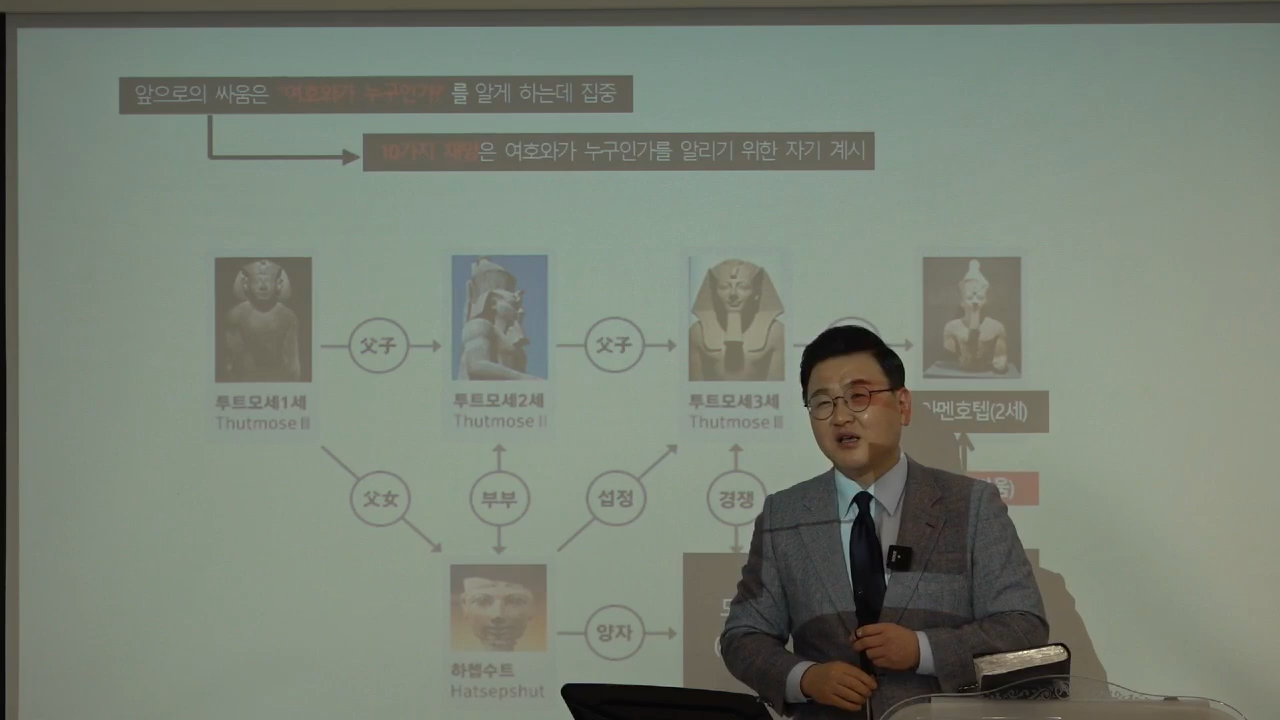 앞으로의 싸움은 "여호와가 누구인가"를 알게 하는데 집중
10가지 재앙은 여호와가 누구인가를 알리기 위한 자기 계시
父子
父子
투트모세1세
Thutmose III
투트모세2세
Thutmose II
투트모세3세
Thutmose III
아멘호텝(2세)
父女
부부
섭정
경쟁
양자
하쳅수트
Hatsepshut